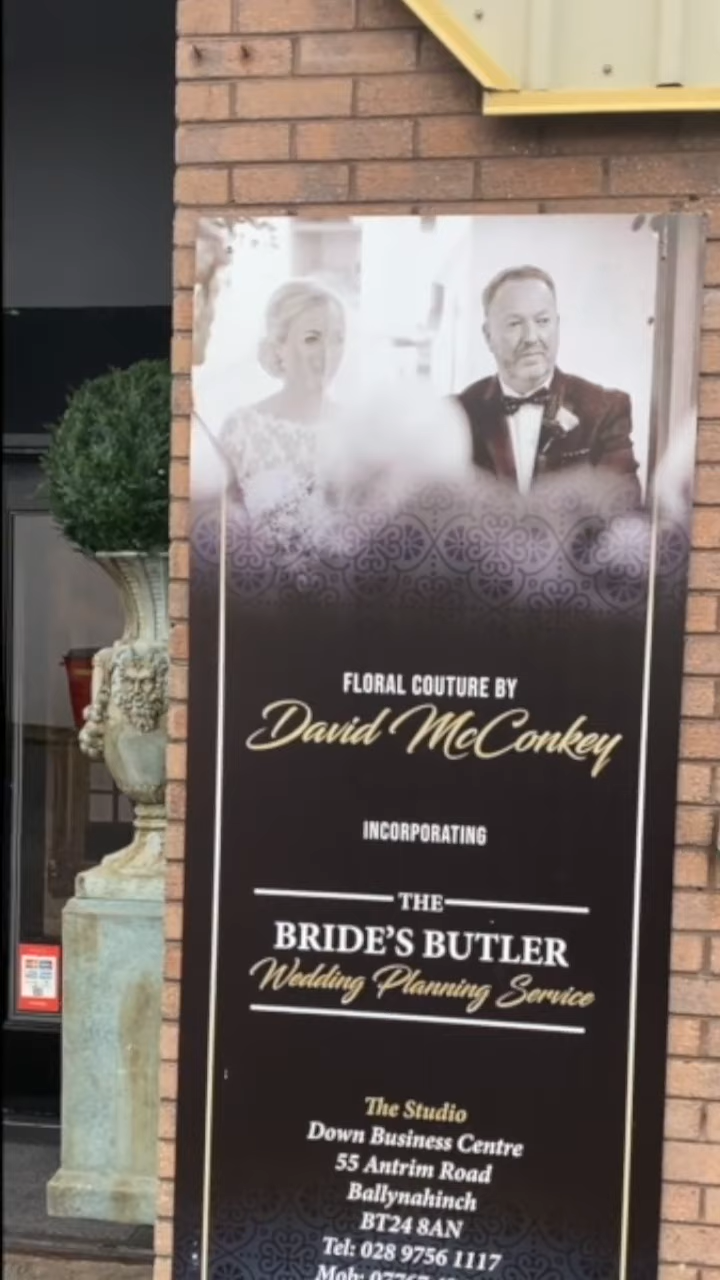 FLORAL COUTURE BY
David McConkey
INCORPORATING
THE
BRIDE'S BUTLER
Wedding Planning Service
The Studio
Down Business Centre
55 Antrim Road
Ballynahinch
BT24 8AN
Tel: 028 9756 1117
Mob: